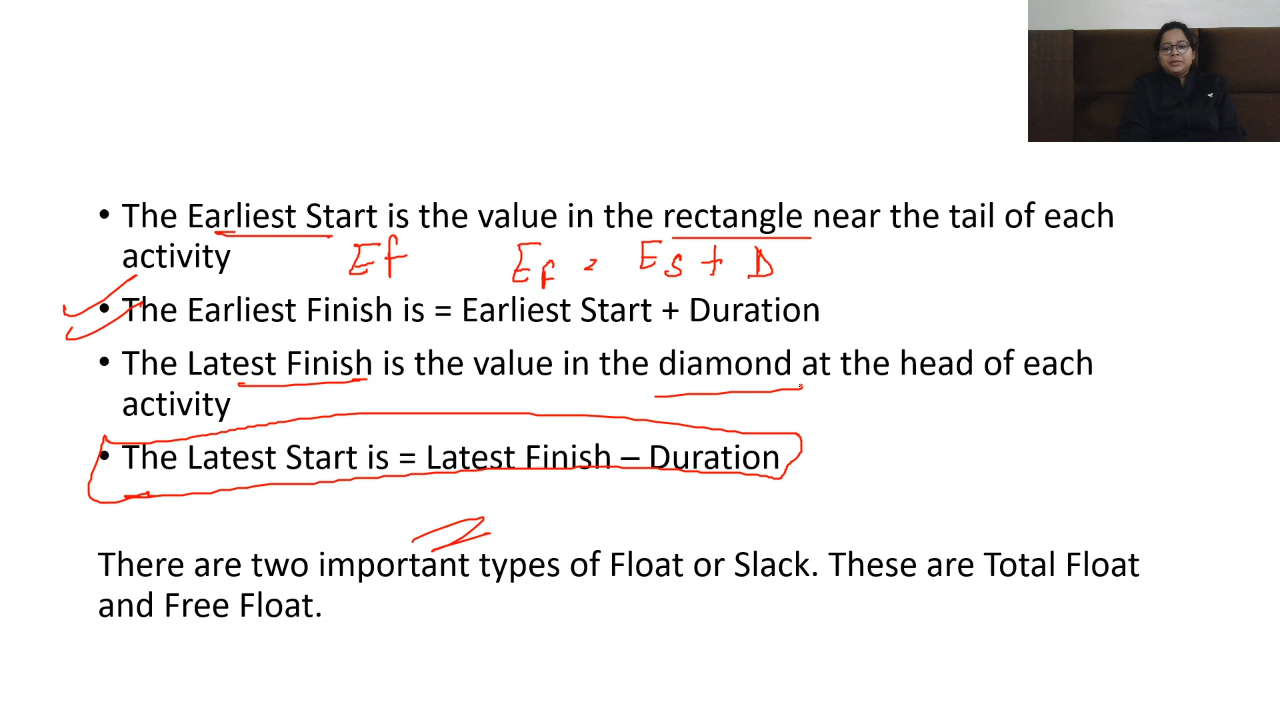 • The Earliest Start is the value in the rectangle near the tail of each
activity
Ef Ef = Es + D
• The Earliest Finish is = Earliest Start + Duration
• The Latest Finish is the value in the diamond at the head of each
activity
• The Latest Start is = Latest Finish – Duration
There are two important types of Float or Slack. These are Total Float
and Free Float.